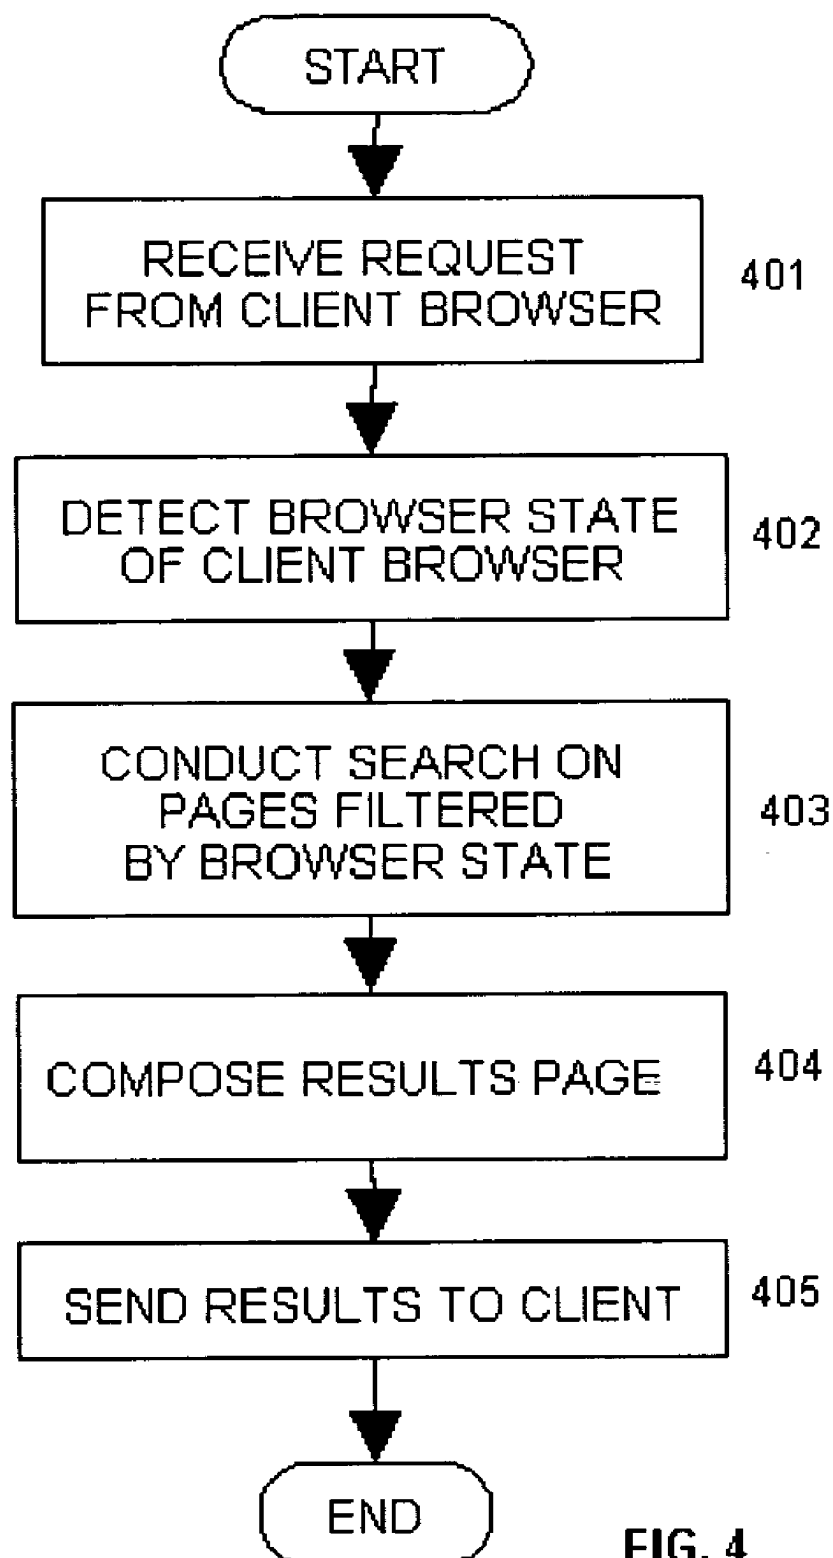 START
RECEIVE REQUEST
FROM CLIENT BROWSER
401
DETECT BROWSER STATE
OF CLIENT BROWSER
402
CONDUCT SEARCH ON
PAGES FILTERED
BY BROWSER STATE
403
COMPOSE RESULTS PAGE
404
SEND RESULTS TO CLIENT
405
END
FIG. 4